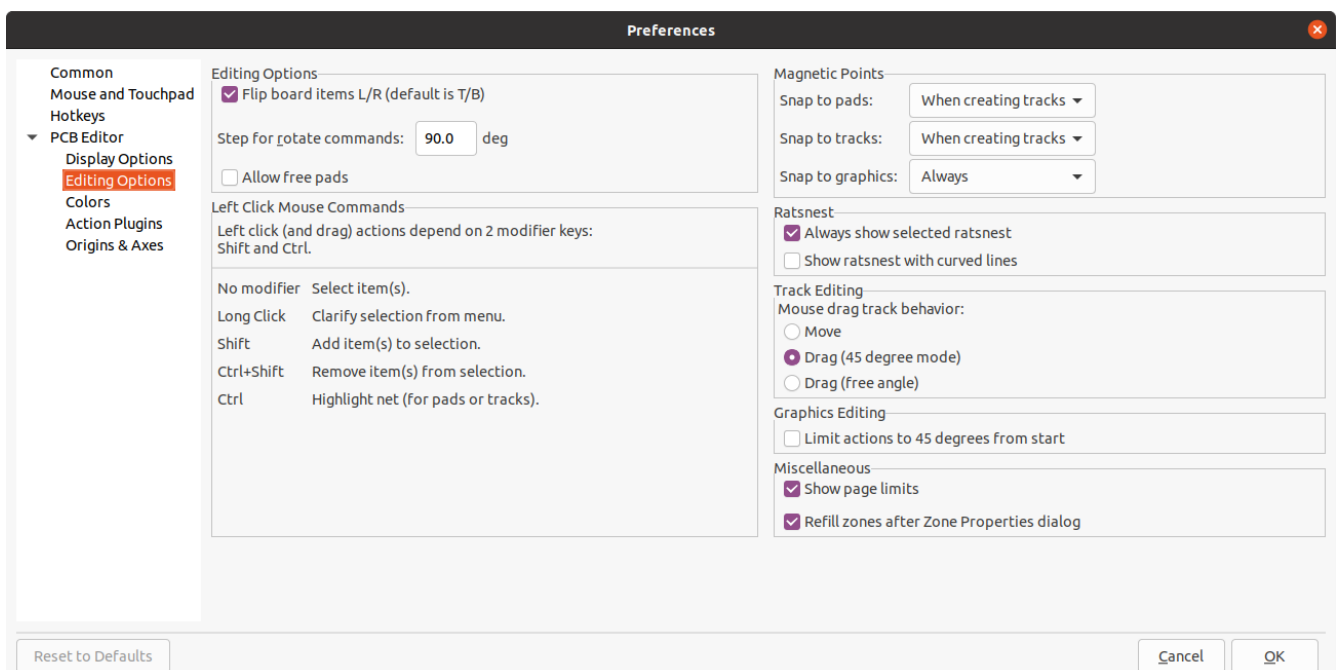 Preferences
Common
Mouse and Touchpad
Hotkeys
PCB Editor
Display Options
Editing Options
Colors
Action Plugins
Origins & Axes
Editing Options
Flip board items L/R (default is T/B)
Step for rotate commands: 90.0 deg
Allow free pads
Left Click Mouse Commands
Left click (and drag) actions depend on 2 modifier keys:
Shift and Ctrl.
No modifier Select item(s).
Long Click Clarify selection from menu.
Shift Add item(s) to selection.
Ctrl+Shift Remove item(s) from selection.
Ctrl Highlight net (for pads or tracks).
Magnetic Points
Snap to pads: When creating tracks
Snap to tracks: When creating tracks
Snap to graphics: Always
Ratsnest
Always show selected ratsnest
Show ratsnest with curved lines
Track Editing
Mouse drag track behavior:
Move
Drag (45 degree mode)
Drag (free angle)
Graphics Editing
Limit actions to 45 degrees from start
Miscellaneous
Show page limits
Refill zones after Zone Properties dialog
Reset to Defaults
Cancel
OK